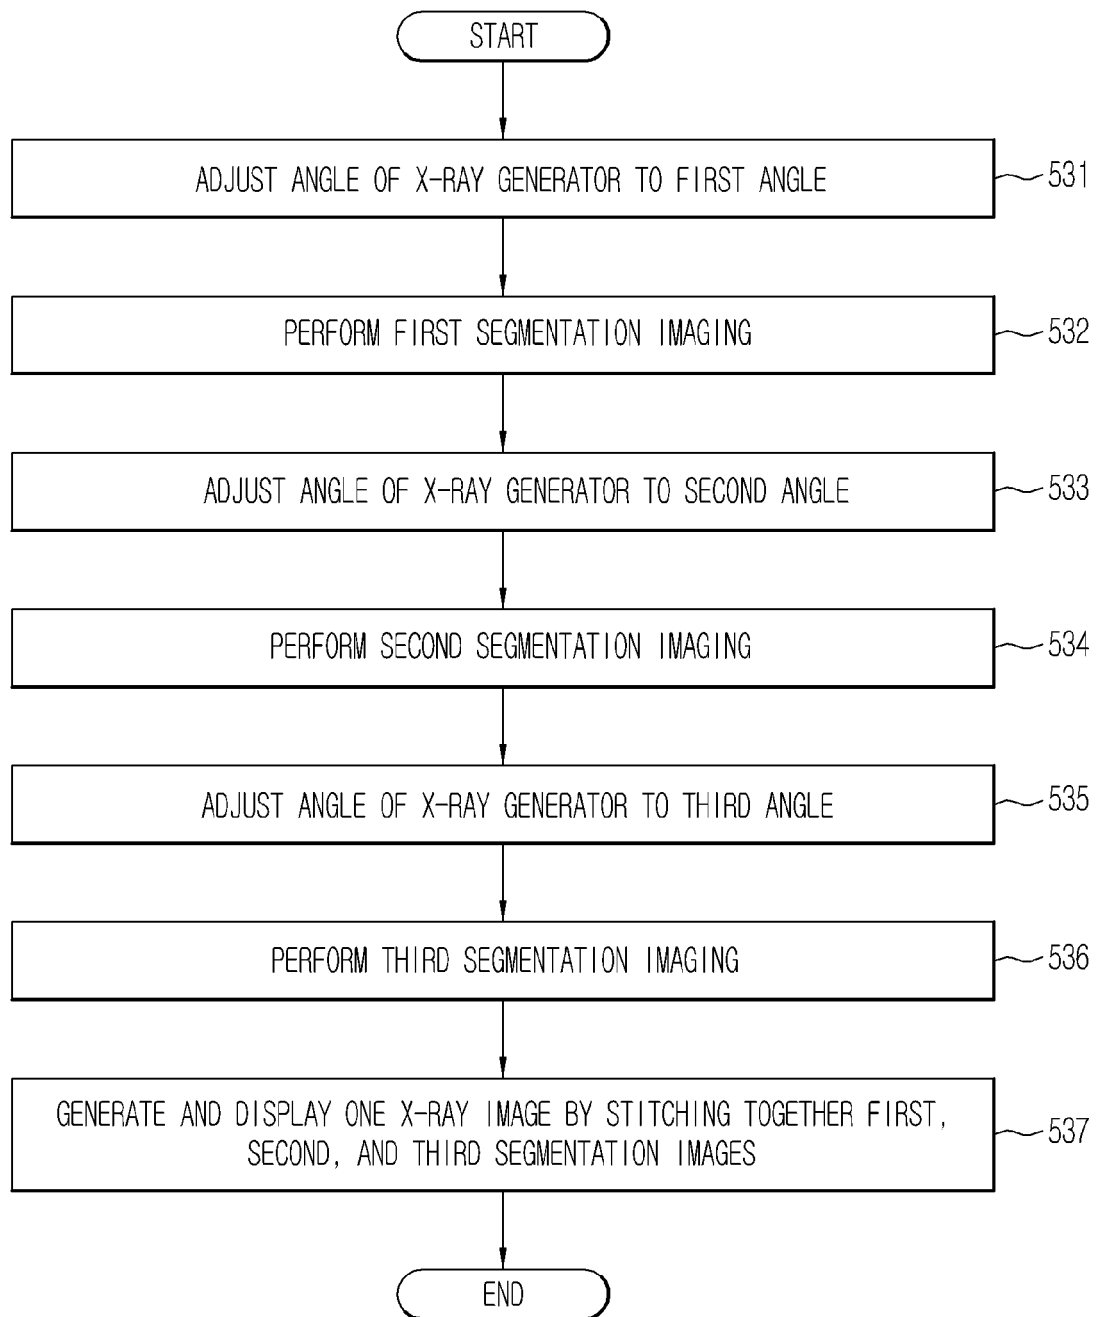 START
ADJUST ANGLE OF X-RAY GENERATOR TO FIRST ANGLE
531
PERFORM FIRST SEGMENTATION IMAGING
532
ADJUST ANGLE OF X-RAY GENERATOR TO SECOND ANGLE
533
PERFORM SECOND SEGMENTATION IMAGING
534
ADJUST ANGLE OF X-RAY GENERATOR TO THIRD ANGLE
535
PERFORM THIRD SEGMENTATION IMAGING
536
GENERATE AND DISPLAY ONE X-RAY IMAGE BY STITCHING TOGETHER FIRST,
SECOND, AND THIRD SEGMENTATION IMAGES
537
END